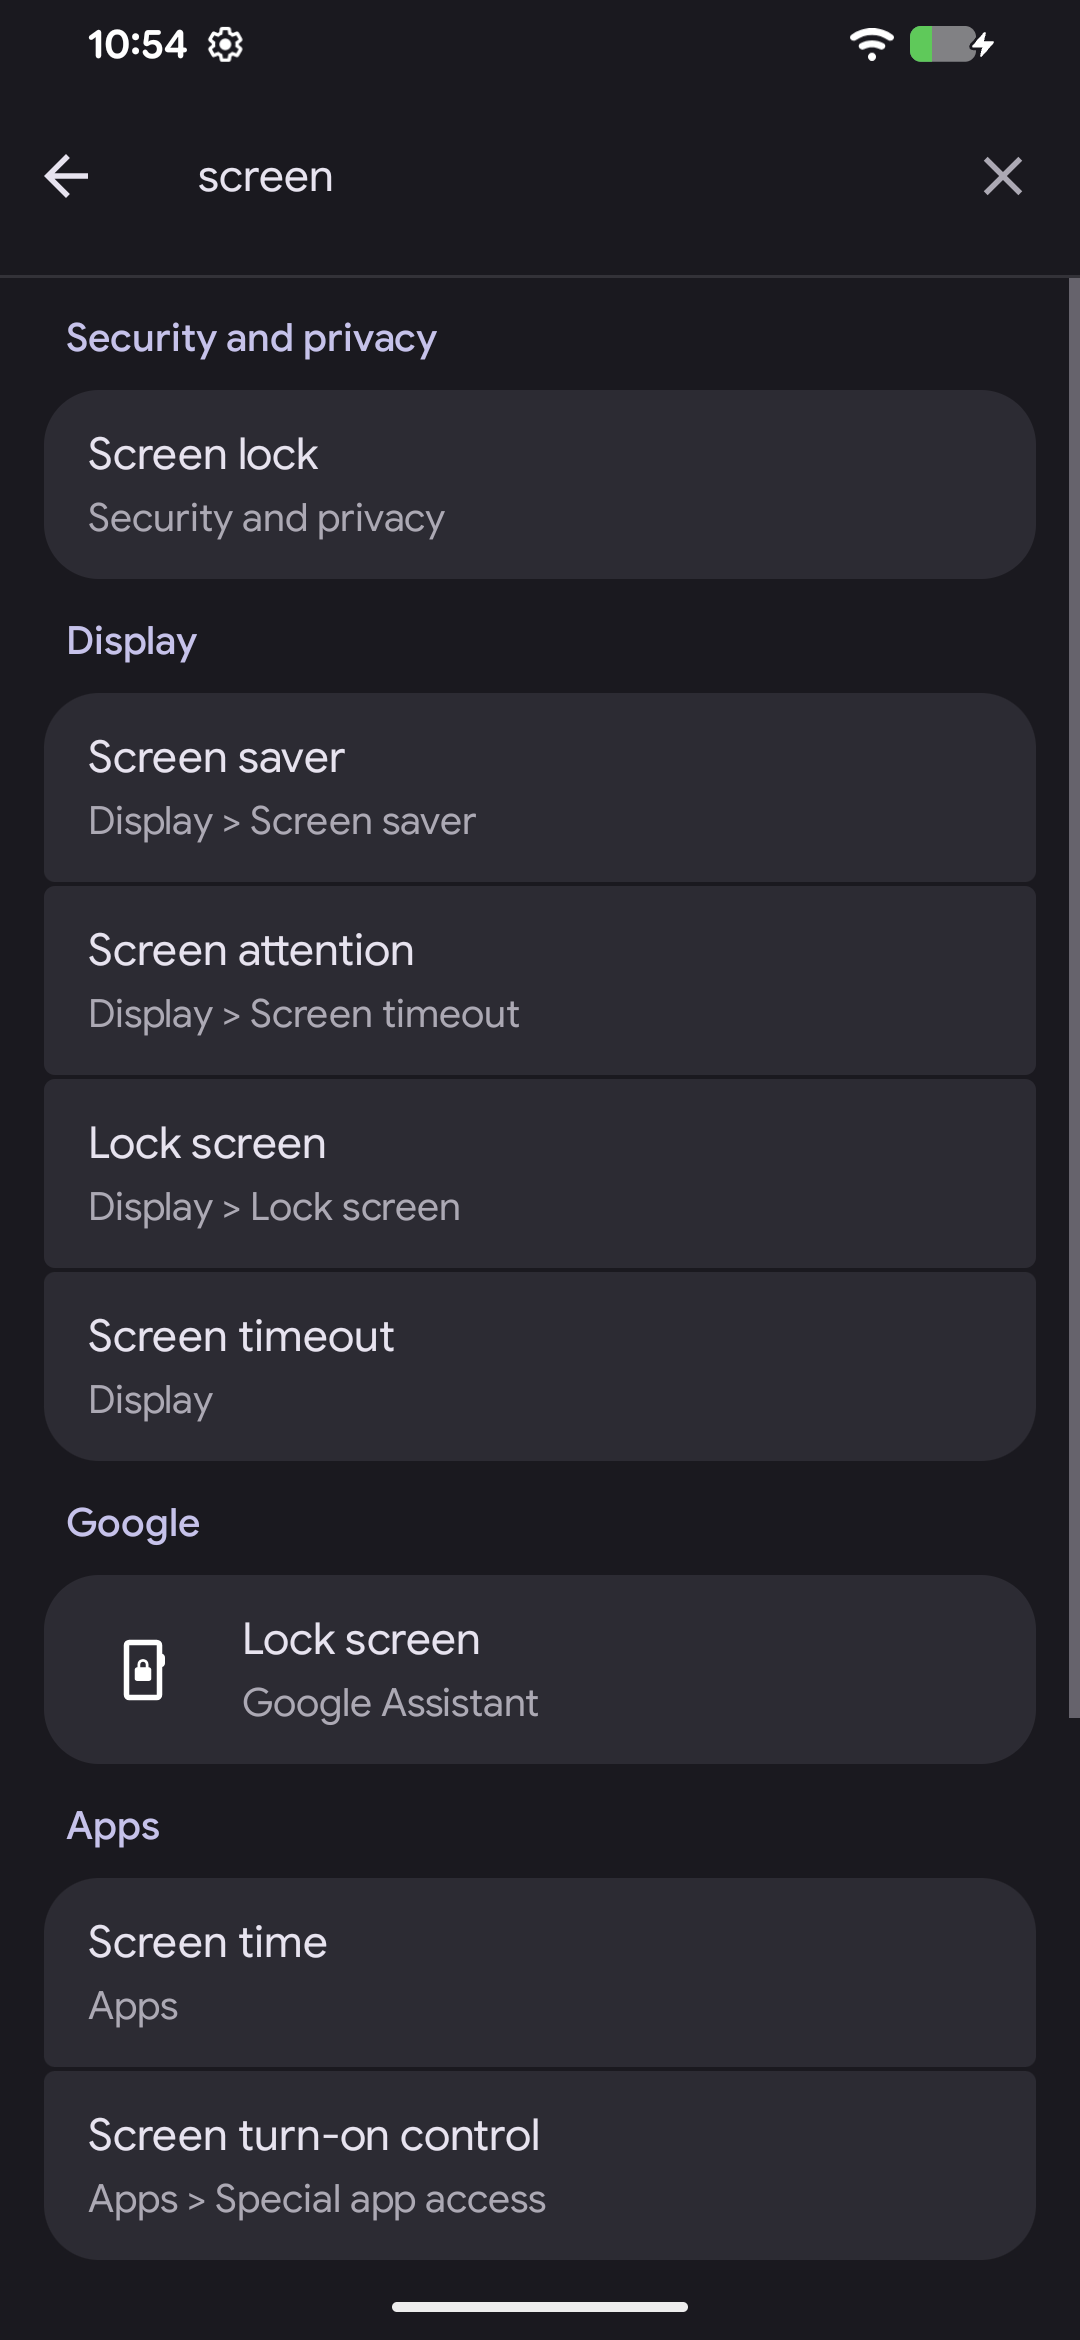 10:54
screen
Security and privacy
Screen lock
Security and privacy
Display
Screen saver
Display > Screen saver
Screen attention
Display > Screen timeout
Lock screen
Display > Lock screen
Screen timeout
Display
Google
Lock screen
Google Assistant
Apps
Screen time
Apps
Screen turn-on control
Apps > Special app access